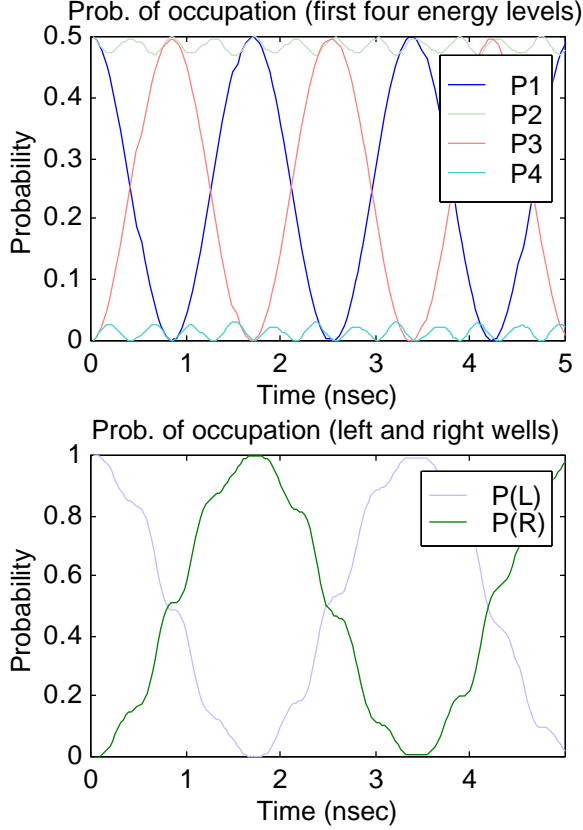 Prob. of occupation (first four energy levels)
0.5
0.4
0.3
0.2
0.1
0
Probability
P1
P2
P3
P4
0 1 2 3 4 5
Time (nsec)
Prob. of occupation (left and right wells)
1
0.8
0.6
0.4
0.2
0
Probability
P(L)
P(R)
0 1 2 3 4
Time (nsec)